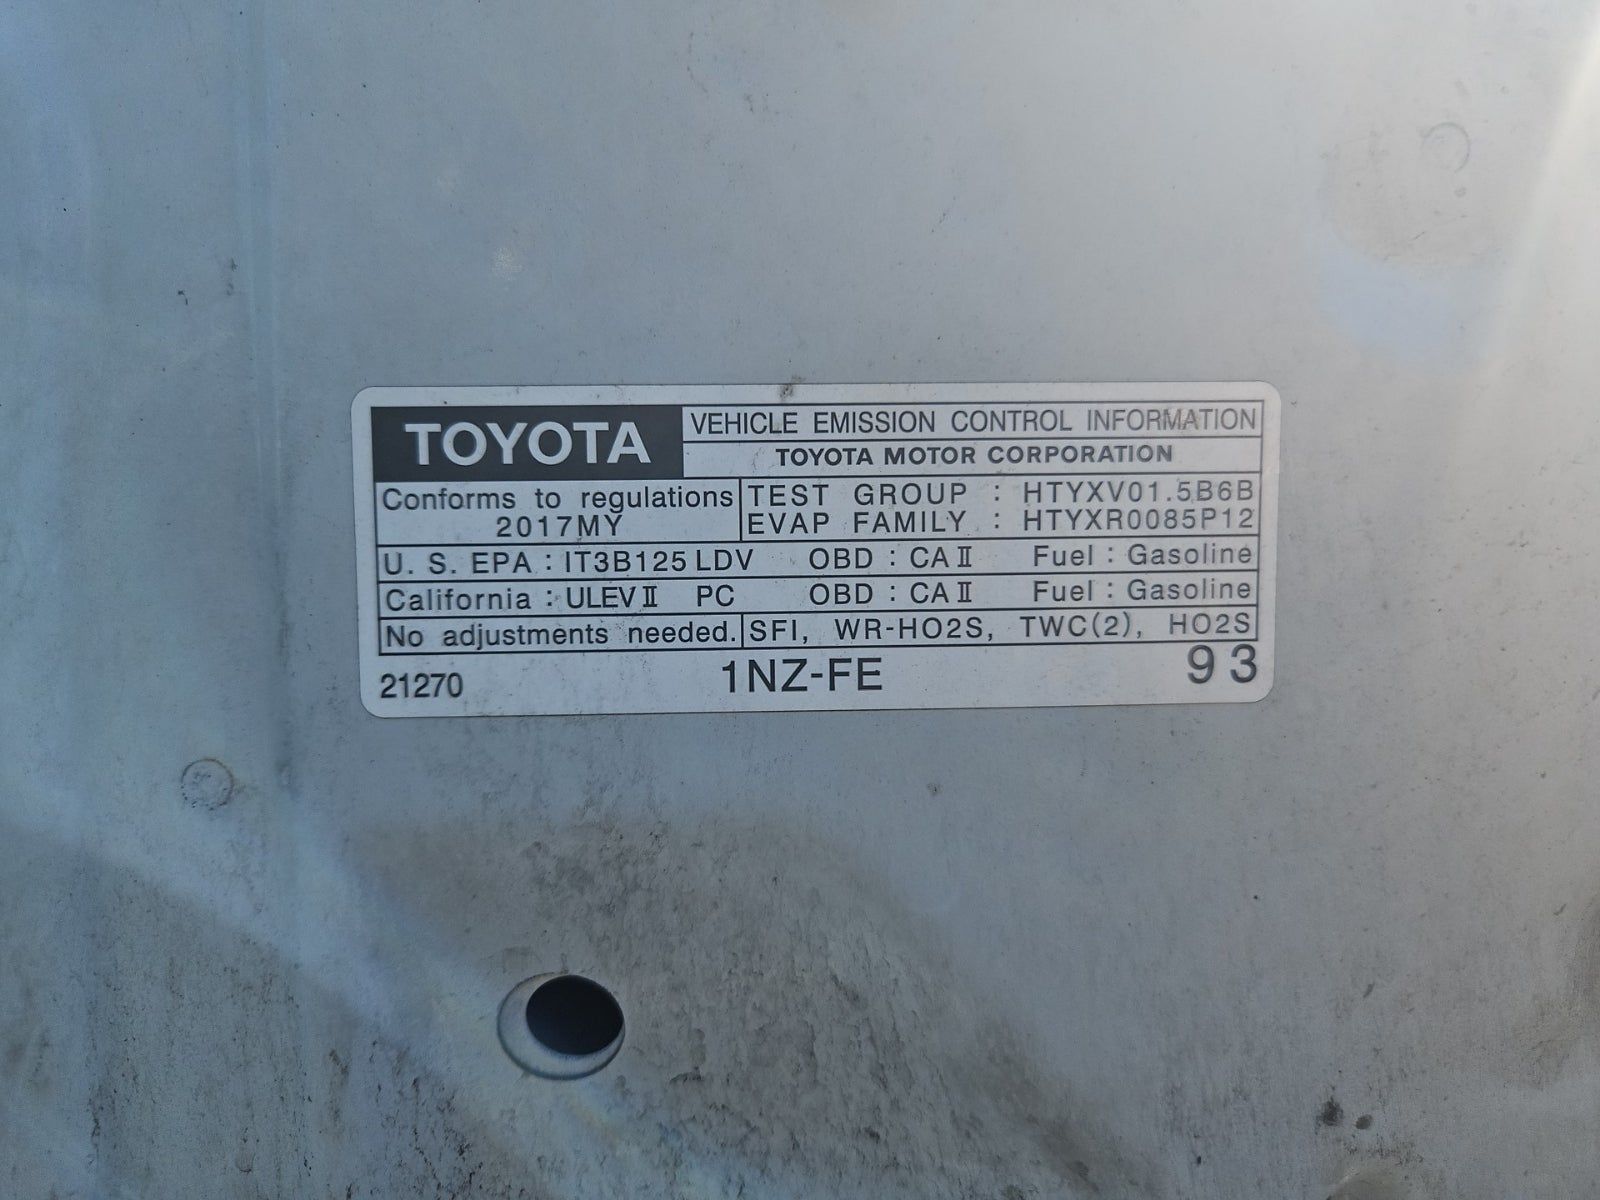 TOYOTA
VEHICLE EMISSION CONTROL INFORMATION
TOYOTA MOTOR CORPORATION
Conforms to regulations
2017MY
TEST GROUP : HTYXV01.5B6B
EVAP FAMILY : HTYXR0085P12
U. S. EPA : IT3B125 LDV OBD : CA II Fuel : Gasoline
California : ULEV II PC OBD : CA II Fuel : Gasoline
No adjustments needed. SFI, WR-HO2S, TWC(2), HO2S
21270 1NZ-FE 93